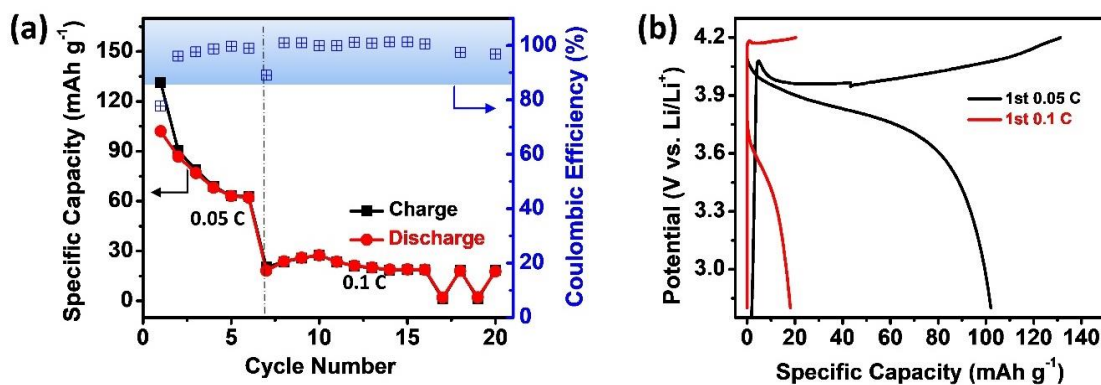 (a)
Specific Capacity (mAh g⁻¹)
150
120
90
60
30
0
0.05 C
0.1 C
Charge
Discharge
100
80
60
40
20
0
Coulombic Efficiency (%)
0 5 10 15 20
Cycle Number
(b)
Potential (V vs. Li/Li⁺)
4.2
3.9
3.6
3.3
3.0
1st 0.05 C
1st 0.1 C
0 20 40 60 80 100 120 140
Specific Capacity (mAh g⁻¹)